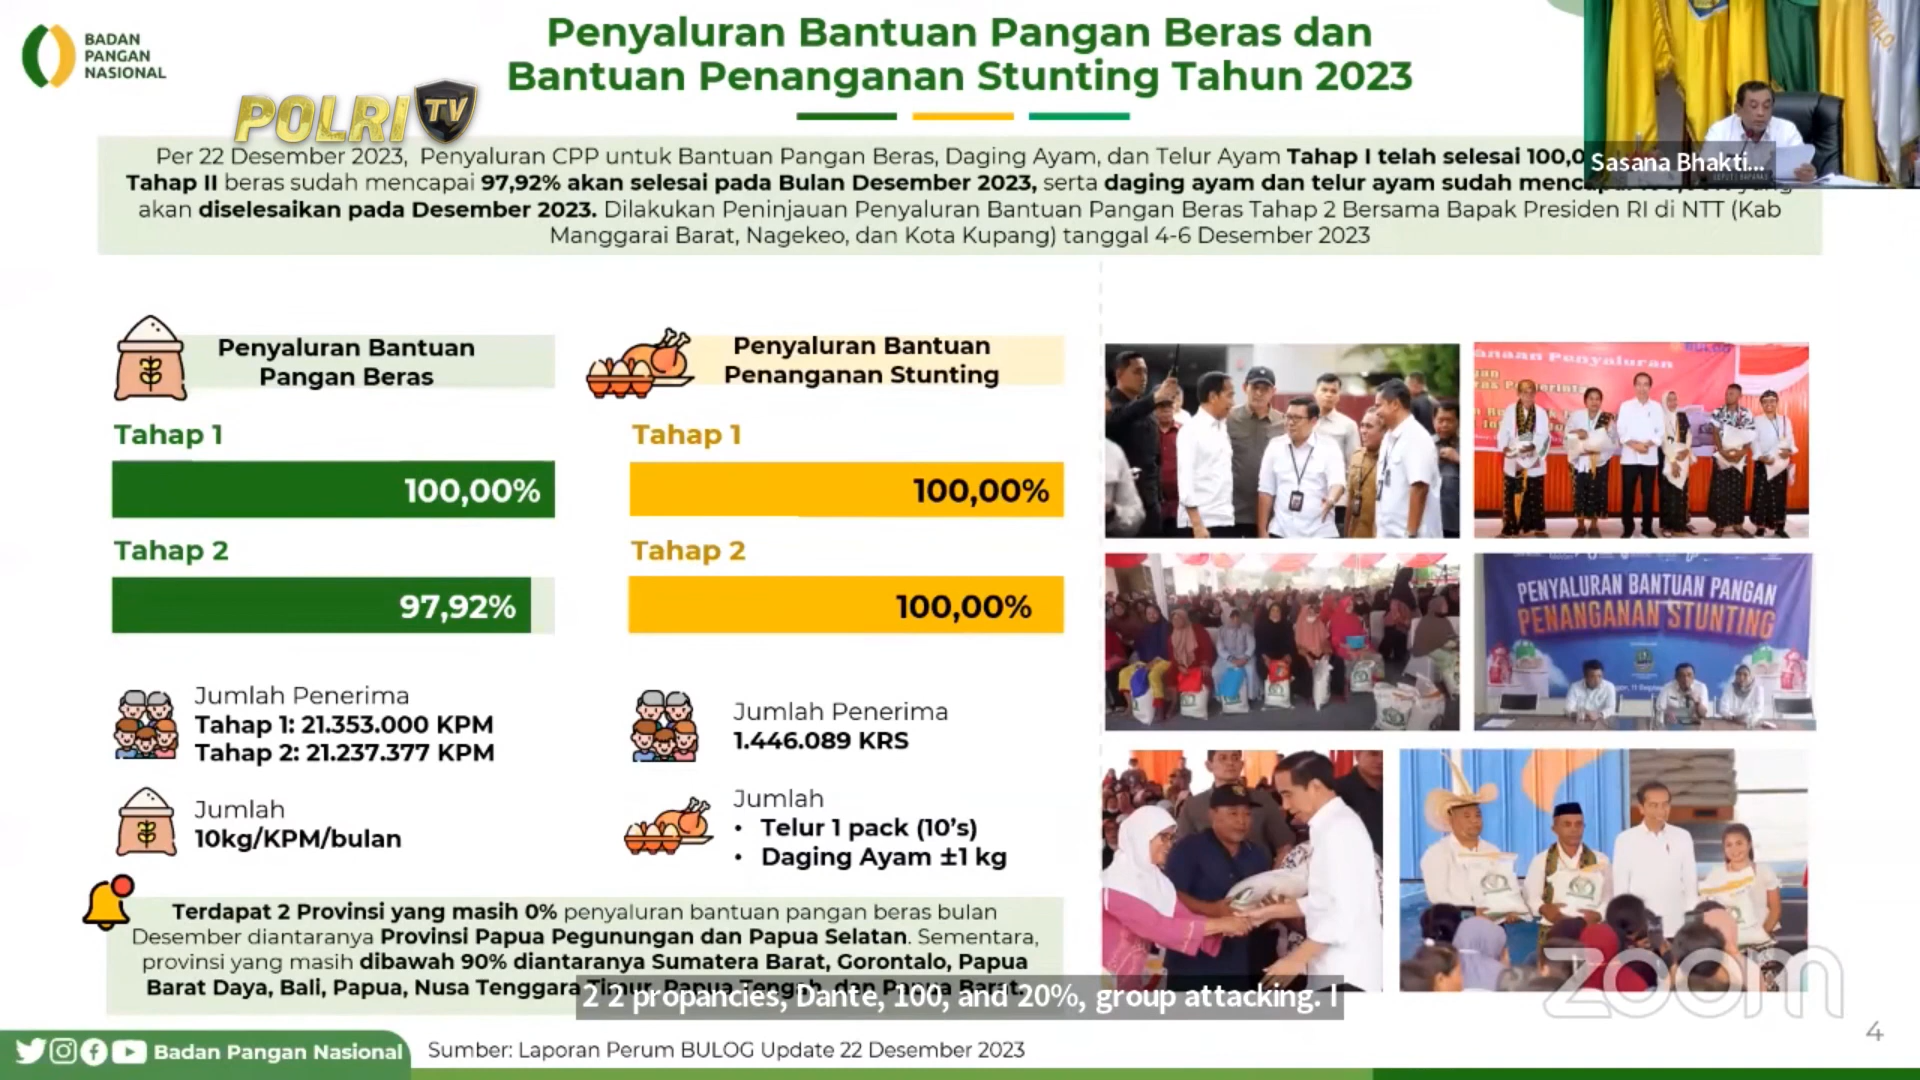 BADAN
PANGAN
NASIONAL
POLRI TV
Penyaluran Bantuan Pangan Beras dan
Bantuan Penanganan Stunting Tahun 2023
Sasana Bhakti...
Per 22 Desember 2023, Penyaluran CPP untuk Bantuan Pangan Beras, Daging Ayam, dan Telur Ayam Tahap I telah selesai 100,0
Tahap II beras sudah mencapai 97,92% akan selesai pada Bulan Desember 2023, serta daging ayam dan telur ayam sudah
akan diselesaikan pada Desember 2023. Dilakukan Peninjauan Penyaluran Bantuan Pangan Beras Tahap 2 Bersama Bapak Presiden RI di NTT (Kab
Manggarai Barat, Nagekeo, dan Kota Kupang) tanggal 4-6 Desember 2023
Penyaluran Bantuan
Pangan Beras
Tahap 1
100,00%
Tahap 2
97,92%
Jumlah Penerima
Tahap 1: 21.353.000 KPM
Tahap 2: 21.237.377 KPM
Jumlah
10kg/KPM/bulan
Penyaluran Bantuan
Penanganan Stunting
Tahap 1
100,00%
Tahap 2
100,00%
Jumlah Penerima
1.446.089 KRS
Jumlah
• Telur 1 pack (10's)
• Daging Ayam ±1 kg
Terdapat 2 Provinsi yang masih 0% penyaluran bantuan pangan beras bulan
Desember diantaranya Provinsi Papua Pegunungan dan Papua Selatan. Sementara,
provinsi yang masih dibawah 90% diantaranya Sumatera Barat, Gorontalo, Papua
Barat Daya, Bali, Papua, Nusa Tenggara Timur, Papua Tengah, dan Papua Barat.
2 2 propancies, Dante, 100, and 20%, group attacking. I
BULOG
anaan Penyaluran
PENYALURAN BANTUAN PANGAN
PENANGANAN STUNTING
zoom
4
Badan Pangan Nasional
Sumber: Laporan Perum BULOG Update 22 Desember 2023